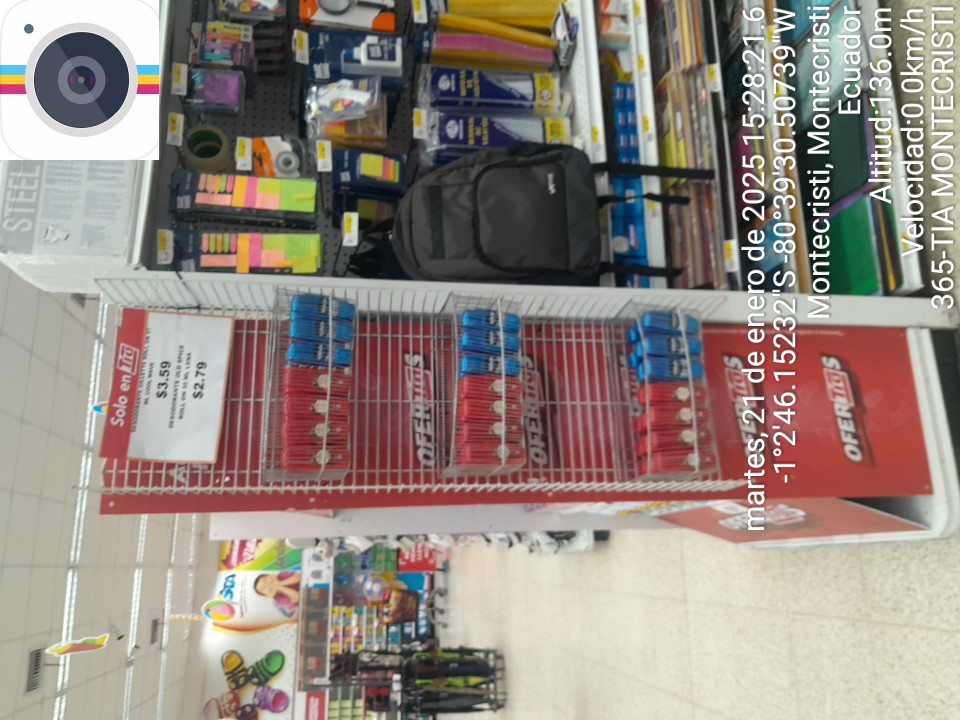 STEEL
Solo en Tia
DESODORANTE GILLETTE ROLL ON 57
ML COOL WAVE
$3.59
DESODORANTE OLD SPICE
ROLL ON 50 ML LENA
$2.79
OFERTIAS
OFERTIAS
OFERTIAS
OFERTIAS
martes, 21 de enero de 2025 15:28:21.6
-1°2'46.15232"S -80°39'30.50739"W
Montecristi, Montecristi
Ecuador
Altitud:136.0m
Velocidad:0.0km/h
365-TIA MONTECRISTI